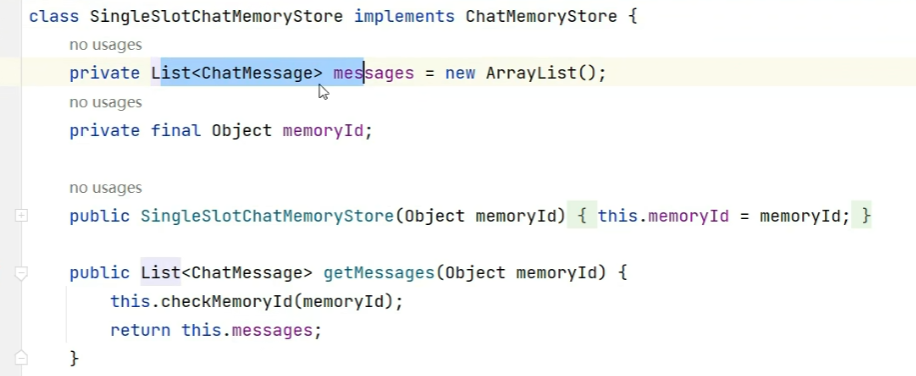 class SingleSlotChatMemoryStore implements ChatMemoryStore {
no usages
private List<ChatMessage> messages = new ArrayList();
no usages
private final Object memoryId;
no usages
public SingleSlotChatMemoryStore(Object memoryId) { this.memoryId = memoryId; }
public List<ChatMessage> getMessages(Object memoryId) {
this.checkMemoryId(memoryId);
return this.messages;
}